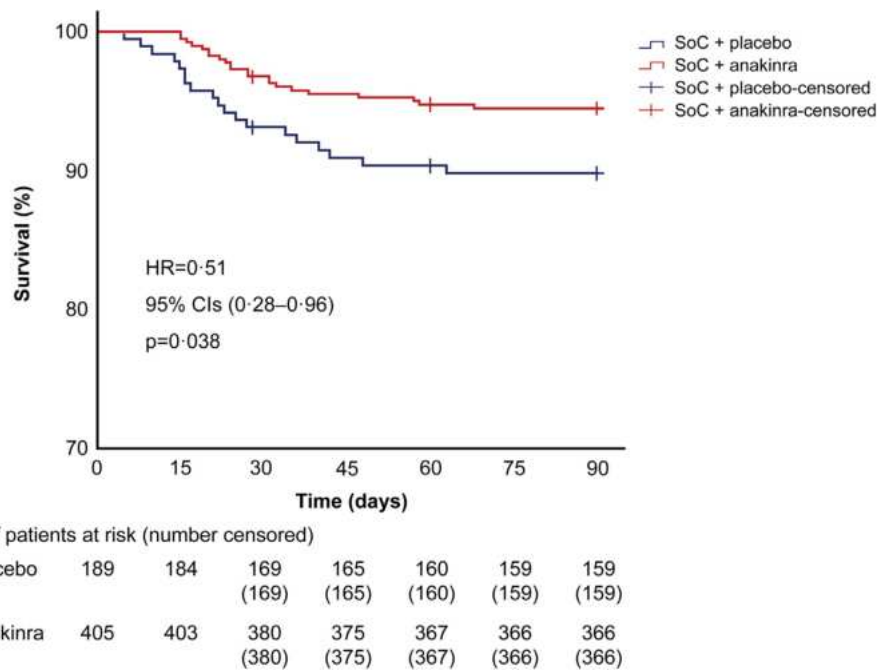 100
90
80
70
Survival (%)
SoC + placebo
SoC + anakinra
SoC + placebo-censored
SoC + anakinra-censored
HR=0·51
95% CIs (0·28–0·96)
p=0·038
0 15 30 45 60 75 90
Time (days)
patients at risk (number censored)
cebo 189 184 169 165 160 159 159
(169) (165) (160) (159) (159)
kinra 405 403 380 375 367 366 366
(380) (375) (367) (366) (366)